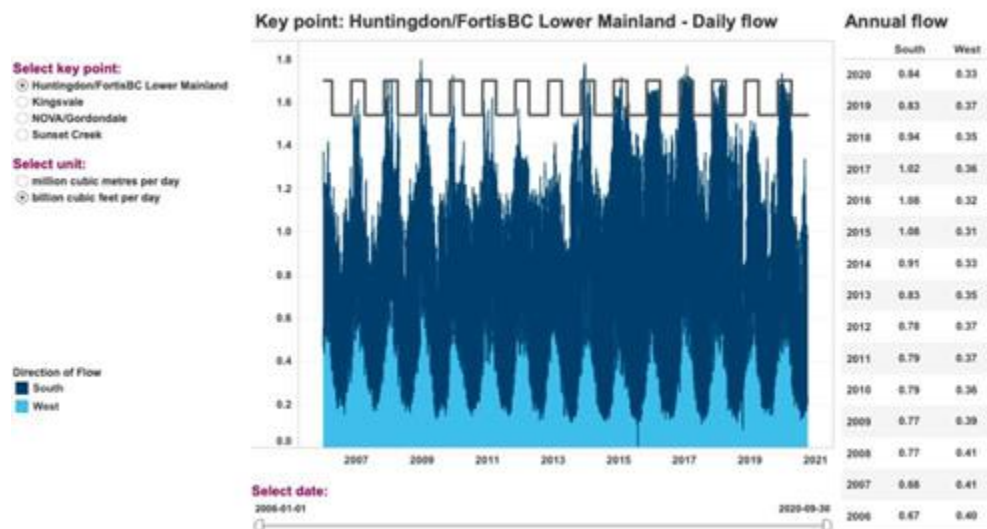 Key point: Huntingdon/FortisBC Lower Mainland - Daily flow
Annual flow
Select key point:
Huntingdon/FortisBC Lower Mainland
Kingsvale
NOVA/Gordondale
Sunset Creek
Select unit:
million cubic metres per day
billion cubic feet per day
Direction of Flow
South
West
1.8
1.6
1.4
1.2
1.0
0.8
0.6
0.4
0.2
0.0
2007 2009 2011 2013 2015 2017 2019 2021
Select date:
2006-01-01 2020-09-30
South West
2020 0.84 0.33
2019 0.83 0.37
2018 0.94 0.35
2017 1.02 0.36
2016 1.08 0.32
2015 1.08 0.31
2014 0.91 0.33
2013 0.83 0.35
2012 0.78 0.37
2011 0.79 0.37
2010 0.79 0.36
2009 0.77 0.39
2008 0.77 0.41
2007 0.68 0.41
2006 0.67 0.40